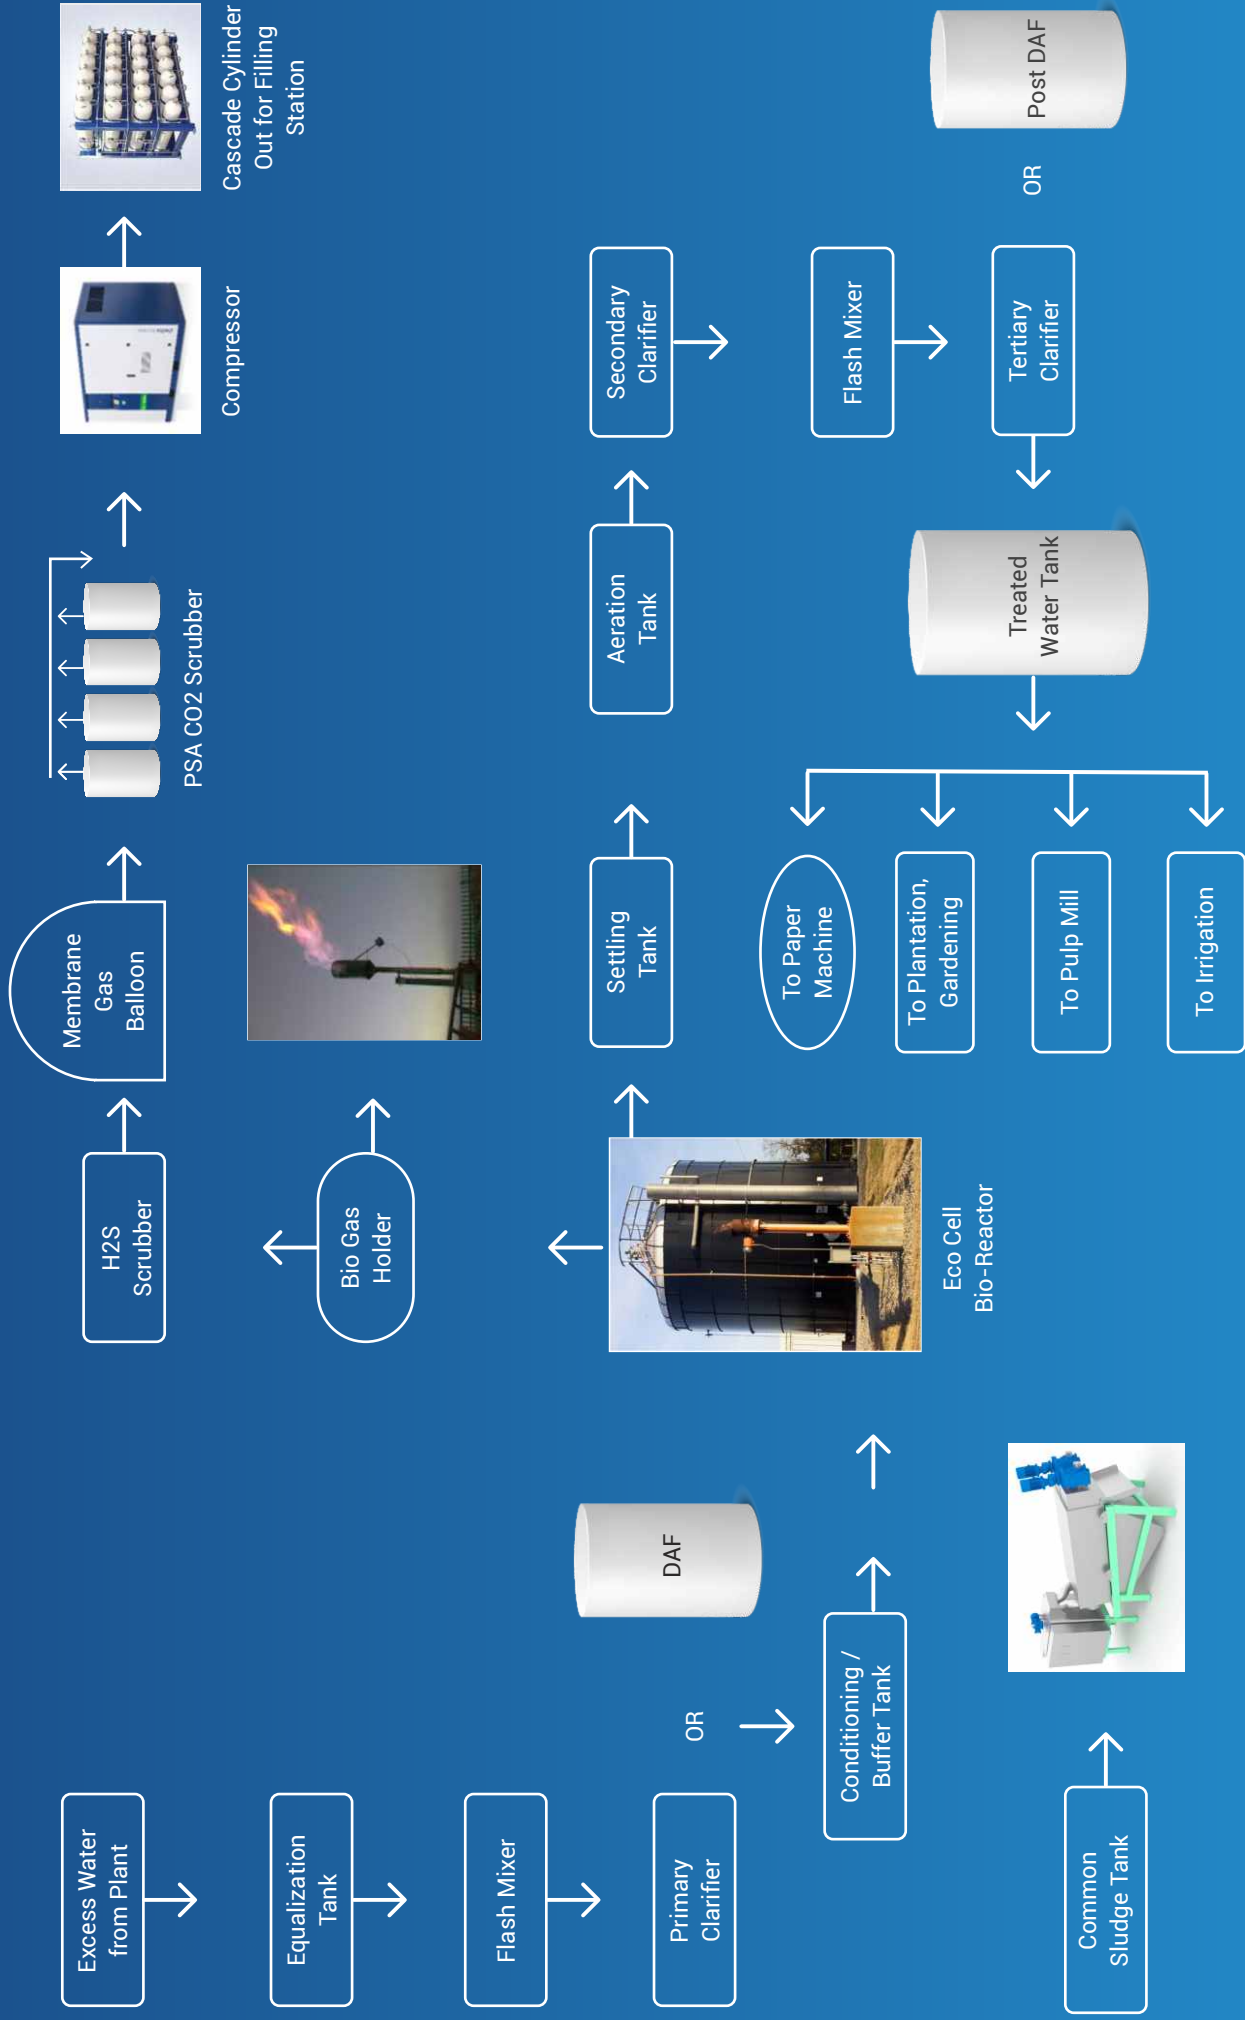 Excess Water
from Plant
Equalization
Tank
Flash Mixer
Primary
Clarifier
OR
DAF
Conditioning /
Buffer Tank
Common
Sludge Tank
Eco Cell
Bio-Reactor
Bio Gas
Holder
H2S
Scrubber
Membrane
Gas
Balloon
PSA CO2 Scrubber
Compressor
Cascade Cylinder
Out for Filling
Station
Settling
Tank
Aeration
Tank
Secondary
Clarifier
Flash Mixer
Tertiary
Clarifier
OR
Post DAF
Treated
Water Tank
To Paper
Machine
To Plantation,
Gardening
To Pulp Mill
To Irrigation